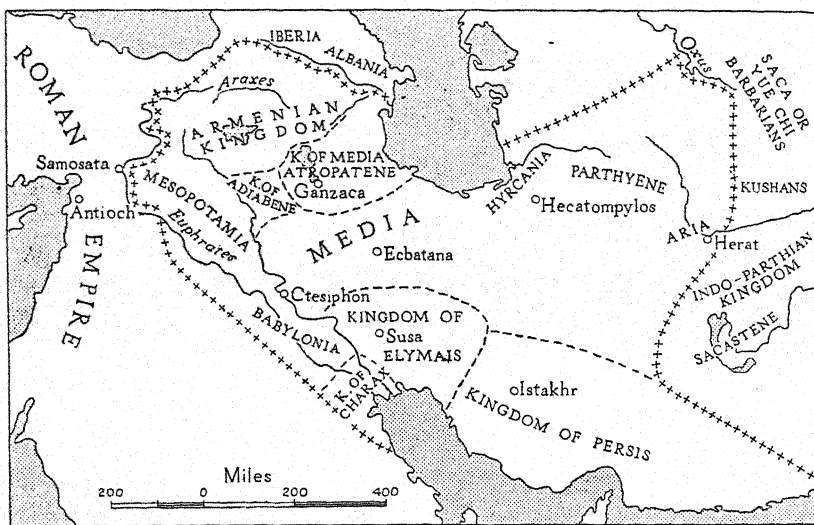 IBERIA
ALBANIA
ROMAN
EMPIRE
Araxes
ARMENIAN
KINGDOM
K. OF MEDIA
ATROPATENE
Ganzaca
K. OF
ADIABENE
Samosata
Antioch
MESOPOTAMIA
Euphrates
MEDIA
Ecbatana
HYRCANIA
PARTHYENE
Hecatompylos
Oxus
SACA OR
YUE CHI
BARBARIANS
KUSHANS
ARIA
Herat
INDO-PARTHIAN
KINGDOM
SACASTENE
Ctesiphon
BABYLONIA
KINGDOM OF
Susa
ELYMAIS
K. OF
CHARAX
Istakhr
KINGDOM OF PERSIS
Miles
200 0 200 400